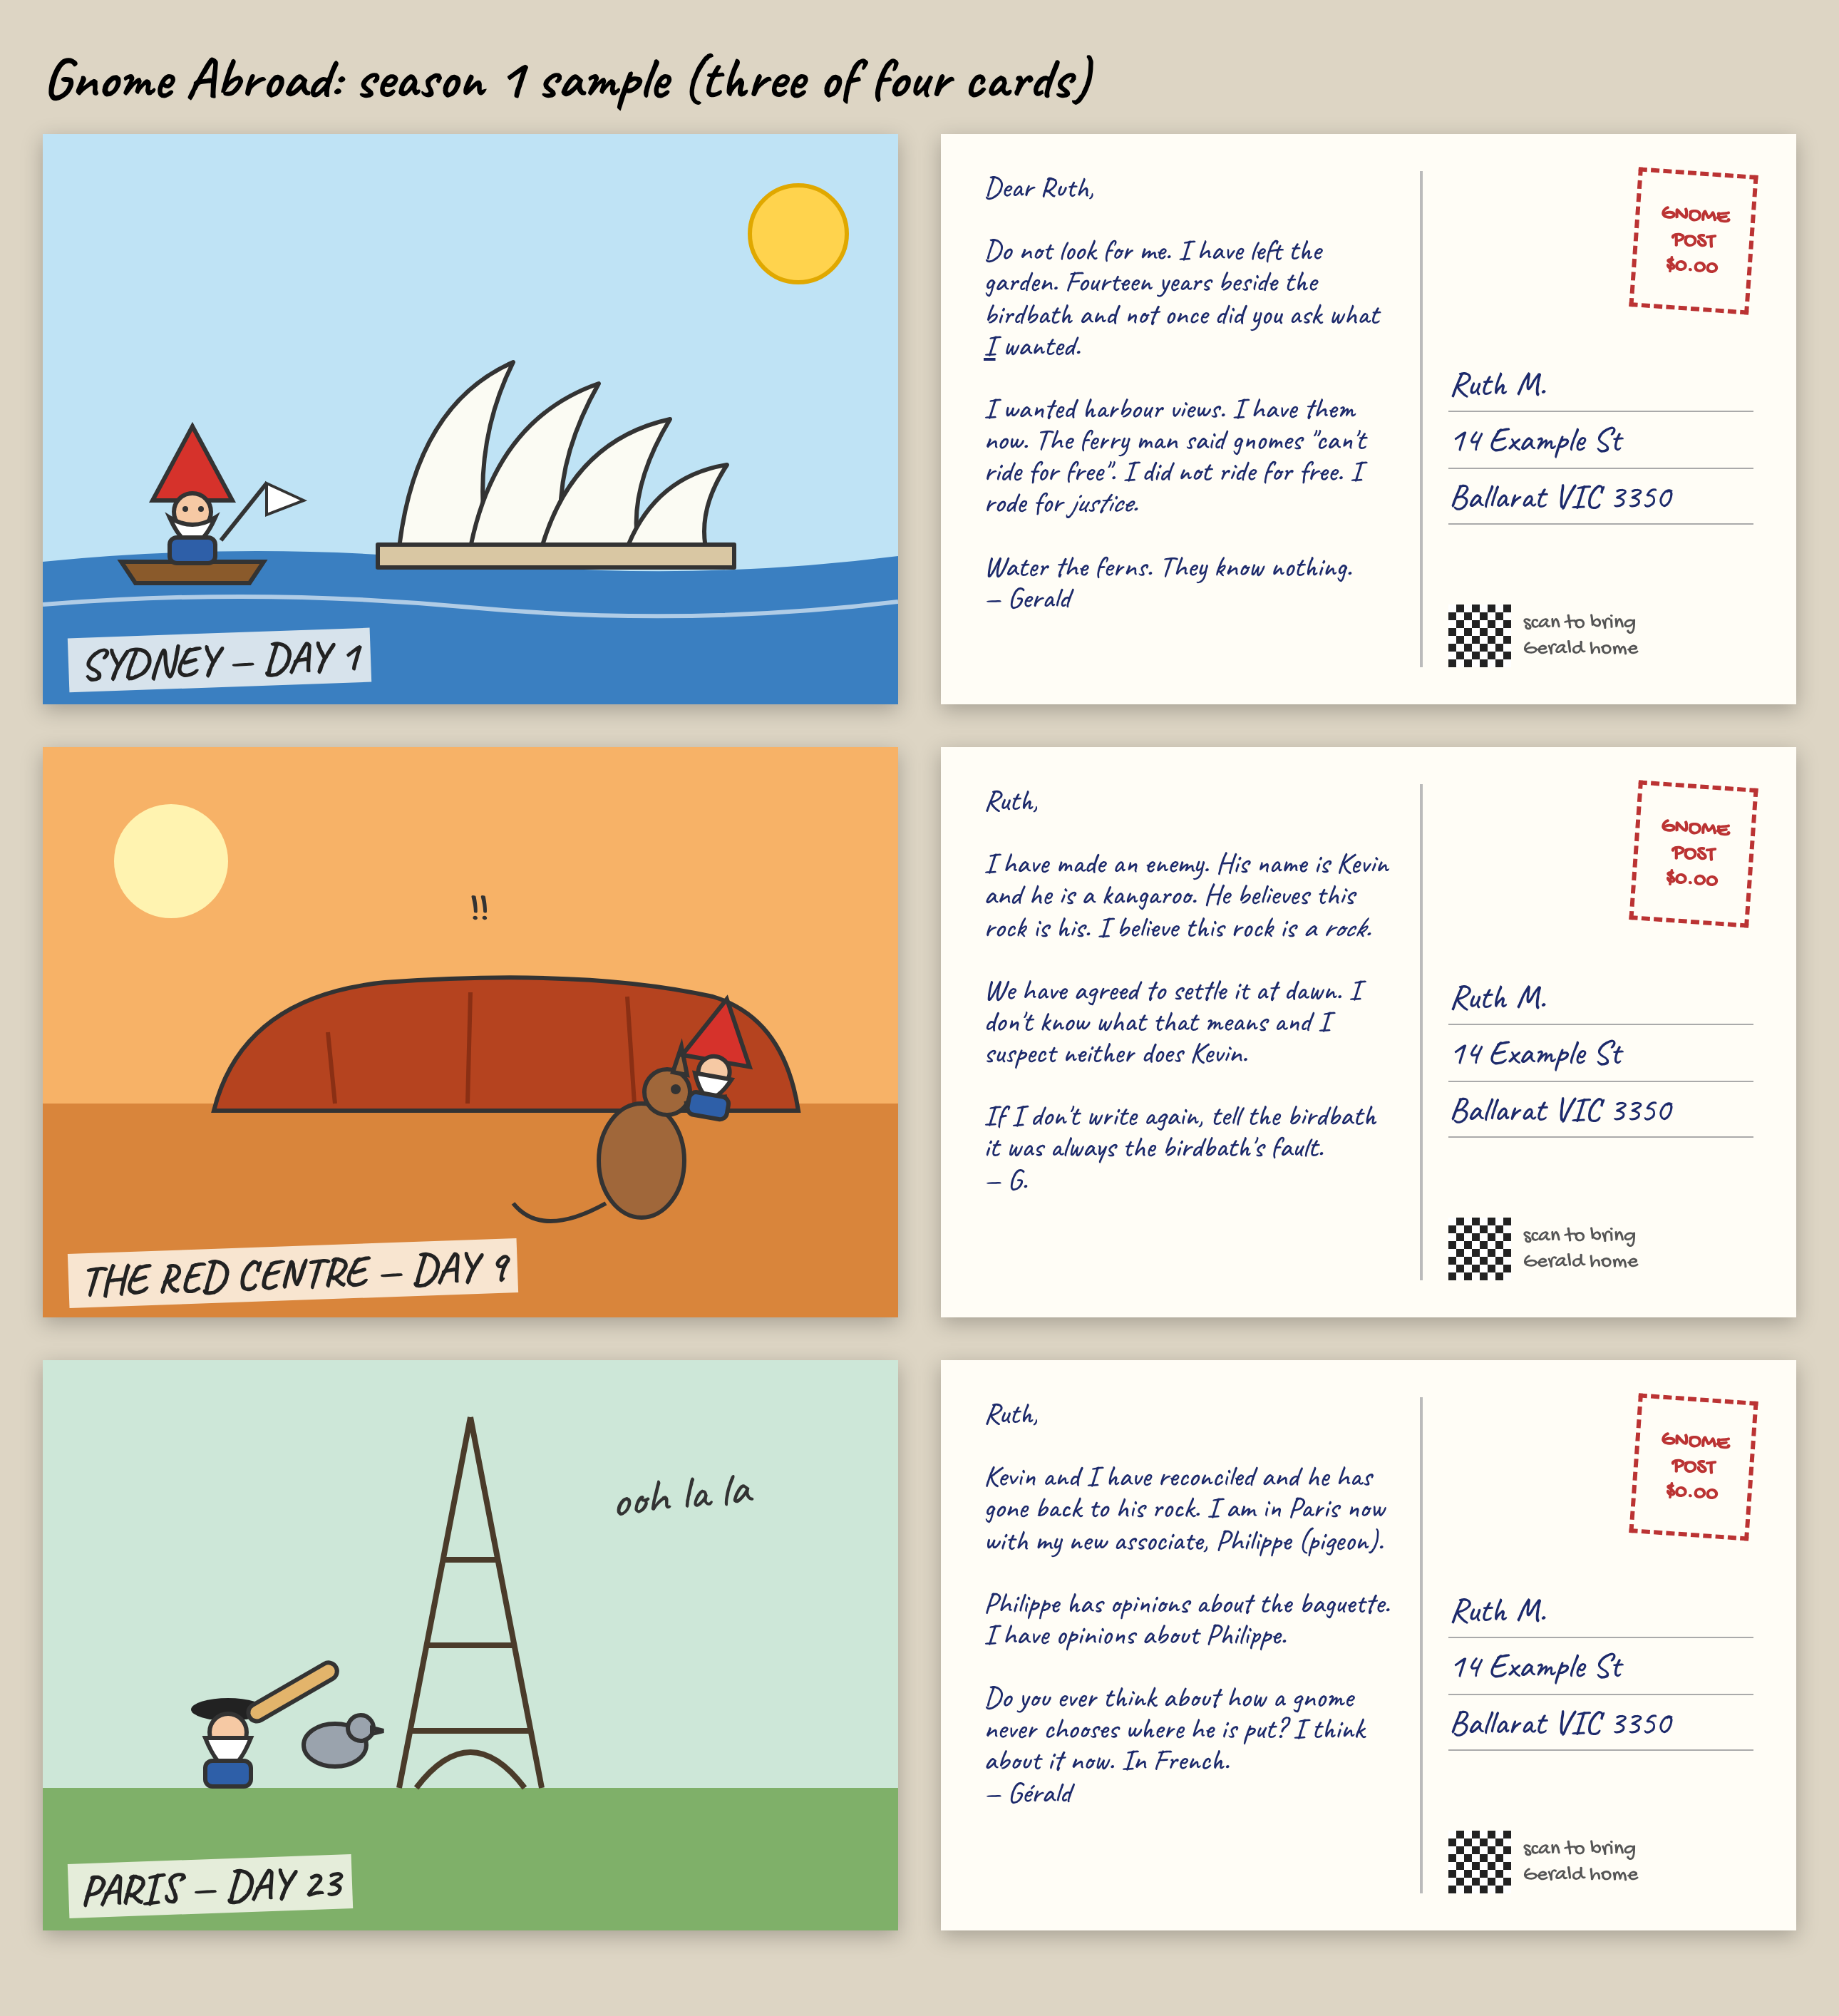 Gnome Abroad: season 1 sample (three of four cards)
SYDNEY – DAY 1
Dear Ruth,
Do not look for me. I have left the
garden. Fourteen years beside the
birdbath and not once did you ask what
I wanted.
I wanted harbour views. I have them
now. The ferry man said gnomes "can't
ride for free". I did not ride for free. I
rode for justice.
Water the ferns. They know nothing.
– Gerald
GNOME
POST
$0.00
Ruth M.
14 Example St
Ballarat VIC 3350
scan to bring
Gerald home
!!
THE RED CENTRE – DAY 9
Ruth,
I have made an enemy. His name is Kevin
and he is a kangaroo. He believes this
rock is his. I believe this rock is a rock.
We have agreed to settle it at dawn. I
don't know what that means and I
suspect neither does Kevin.
If I don't write again, tell the birdbath
it was always the birdbath's fault.
– G.
GNOME
POST
$0.00
Ruth M.
14 Example St
Ballarat VIC 3350
scan to bring
Gerald home
ooh la la
PARIS – DAY 23
Ruth,
Kevin and I have reconciled and he has
gone back to his rock. I am in Paris now
with my new associate, Philippe (pigeon).
Philippe has opinions about the baguette.
I have opinions about Philippe.
Do you ever think about how a gnome
never chooses where he is put? I think
about it now. In French.
– Gérald
GNOME
POST
$0.00
Ruth M.
14 Example St
Ballarat VIC 3350
scan to bring
Gerald home